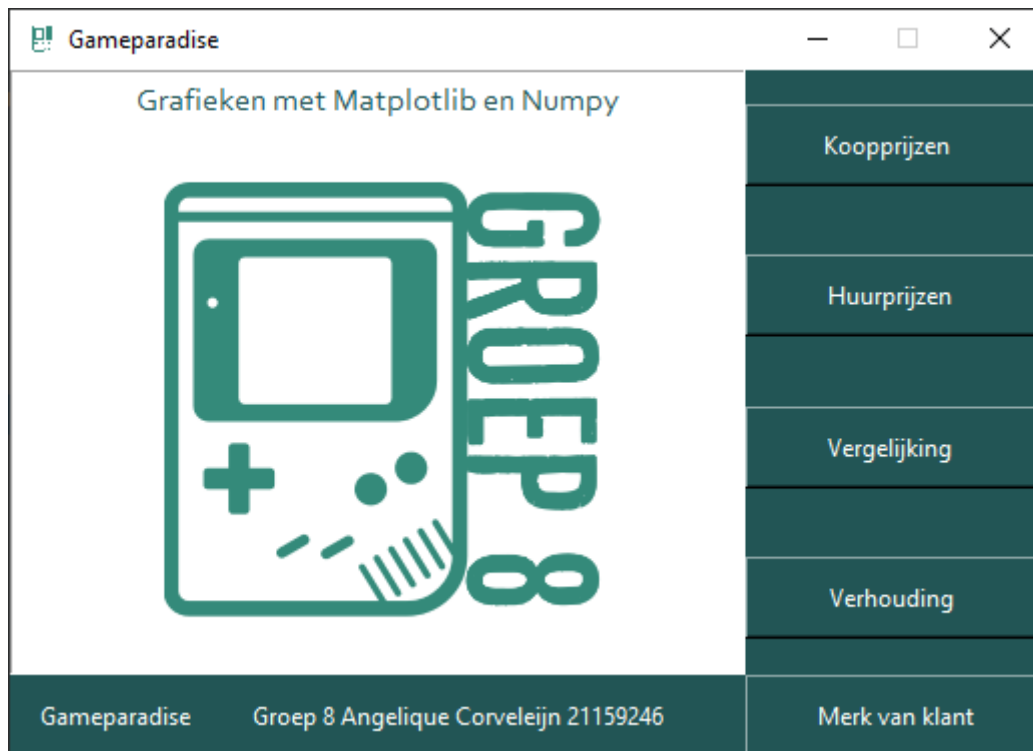 Gameparadise
Grafieken met Matplotlib en Numpy
GROEP 8
Koopprijzen
Huurprijzen
Vergelijking
Verhouding
Gameparadise
Groep 8 Angelique Corveleijn 21159246
Merk van klant